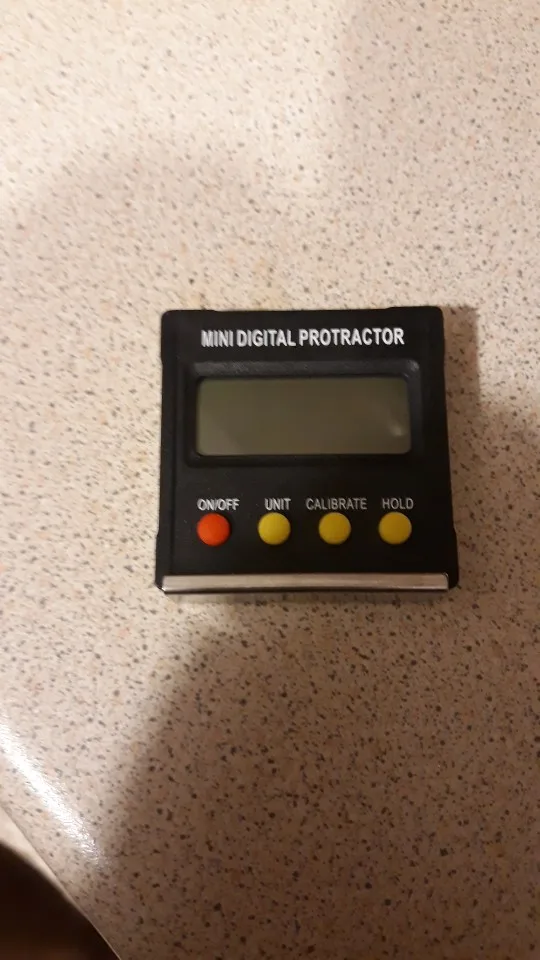 MINI DIGITAL PROTRACTOR
ON/OFF UNIT CALIBRATE HOLD